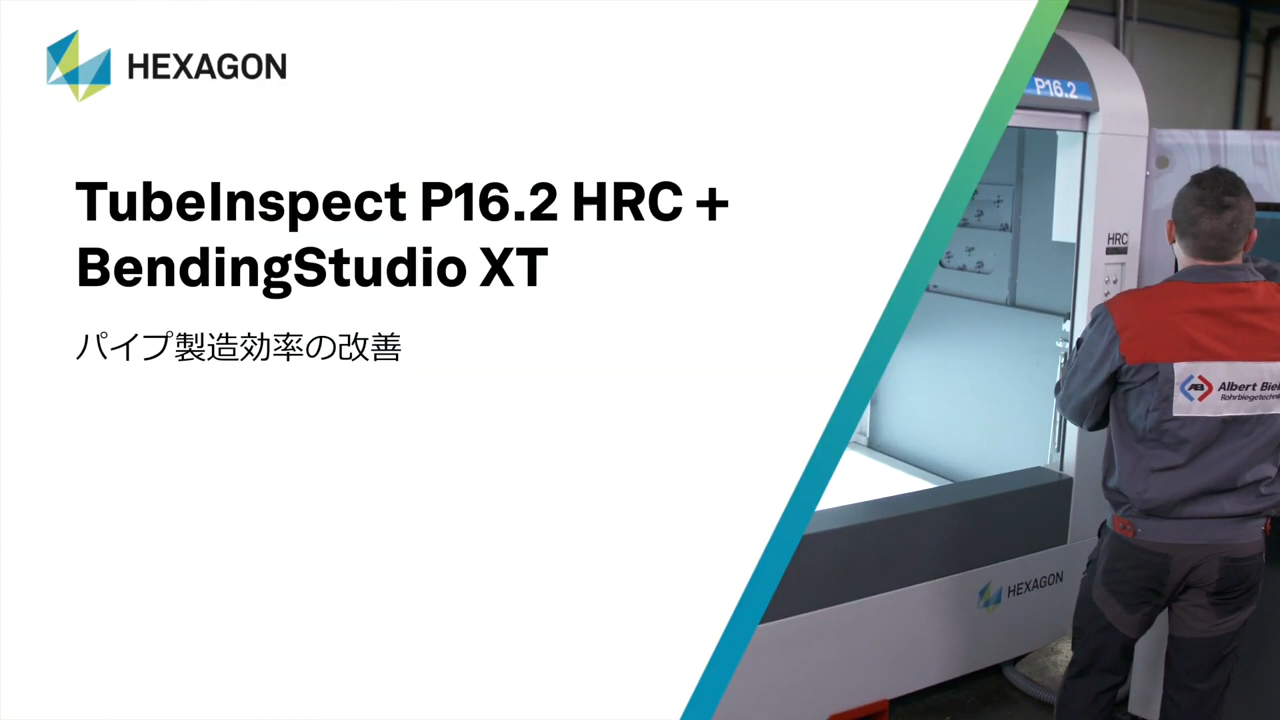 HEXAGON
TubeInspect P16.2 HRC +
BendingStudio XT
パイプ製造効率の改善
P16.2
HRC
Albert
Rohrbiegetechnik
HEXAGON